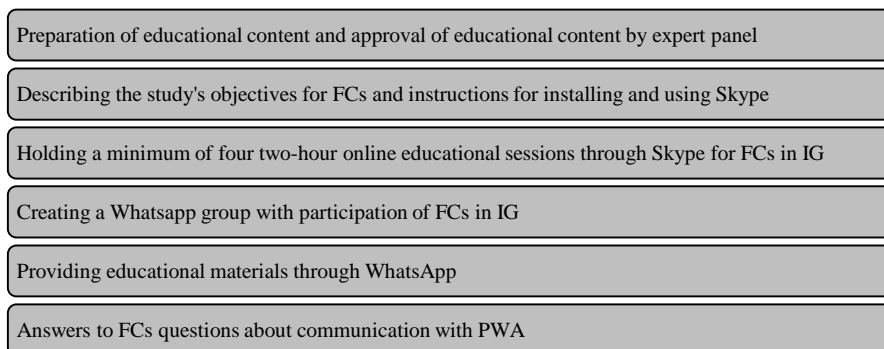 Preparation of educational content and approval of educational content by expert panel
Describing the study's objectives for FCs and instructions for installing and using Skype
Holding a minimum of four two-hour online educational sessions through Skype for FCs in IG
Creating a Whatsapp group with participation of FCs in IG
Providing educational materials through WhatsApp
Answers to FCs questions about communication with PWA